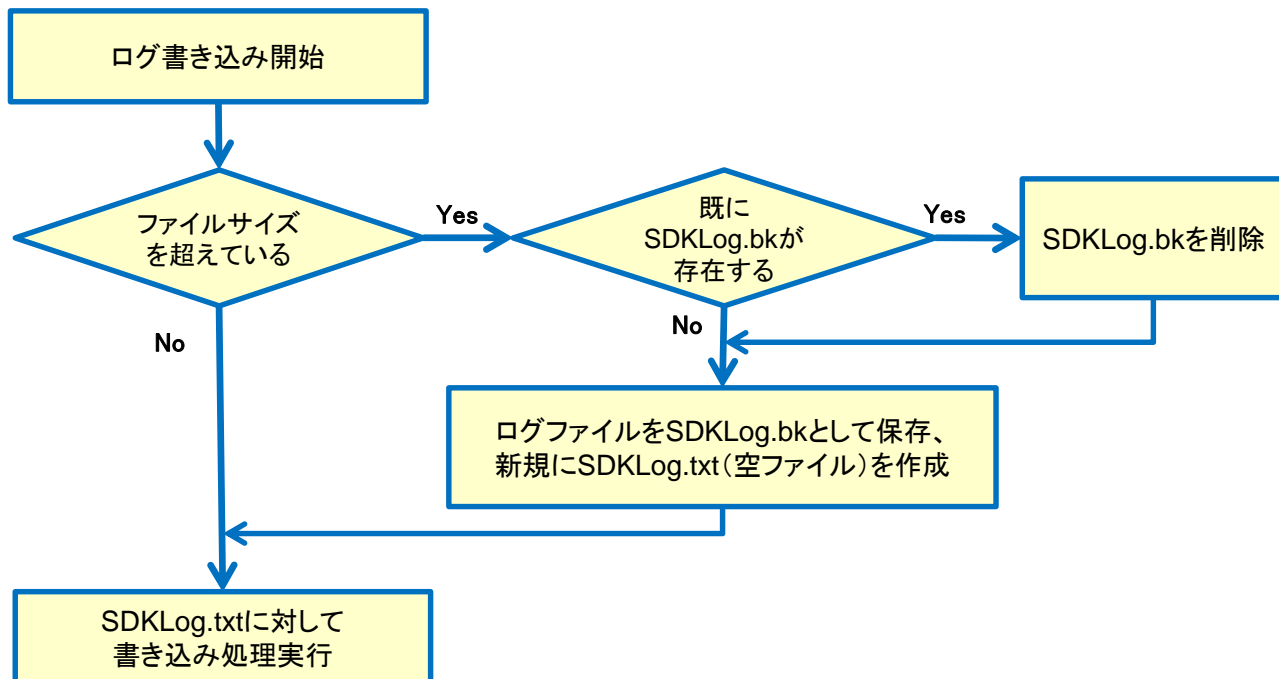 ログ書き込み開始
ファイルサイズ
を超えている
Yes
既に
SDKLog.bkが
存在する
Yes
SDKLog.bkを削除
No
No
ログファイルをSDKLog.bkとして保存、
新規にSDKLog.txt（空ファイル）を作成
SDKLog.txtに対して
書き込み処理実行